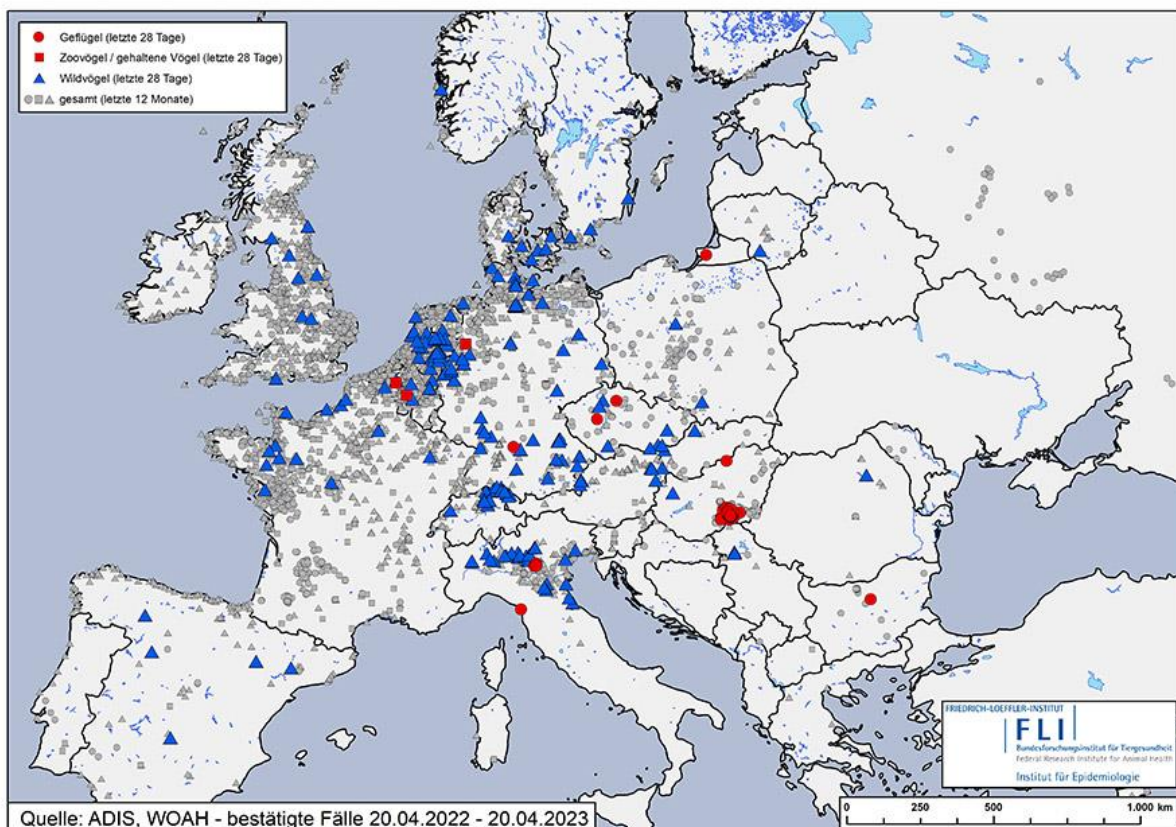 Geflügel (letzte 28 Tage)
Zoovögel / gehaltene Vögel (letzte 28 Tage)
Wildvögel (letzte 28 Tage)
gesamt (letzte 12 Monate)
FRIEDRICH-LOEFFLER-INSTITUT
FLI
Bundesforschungsinstitut für Tiergesundheit
Federal Research Institute for Animal Health
Institut für Epidemiologie
Quelle: ADIS, WOAH - bestätigte Fälle 20.04.2022 - 20.04.2023
0 250 500 1.000 km